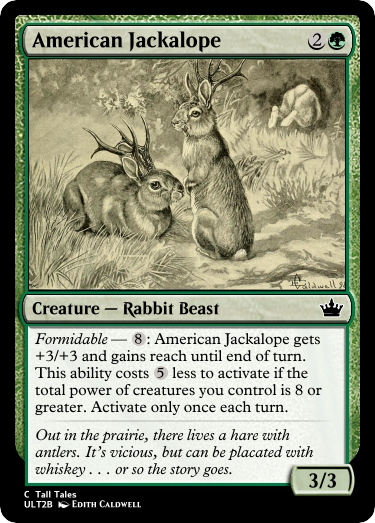 American Jackalope 2
Creature — Rabbit Beast
Formidable — 8: American Jackalope gets
+3/+3 and gains reach until end of turn.
This ability costs 5 less to activate if the
total power of creatures you control is 8 or
greater. Activate only once each turn.
Out in the prairie, there lives a hare with
antlers. It's vicious, but can be placated with
whiskey . . . or so the story goes.
3/3
C Tall Tales
ULT2B Edith Caldwell